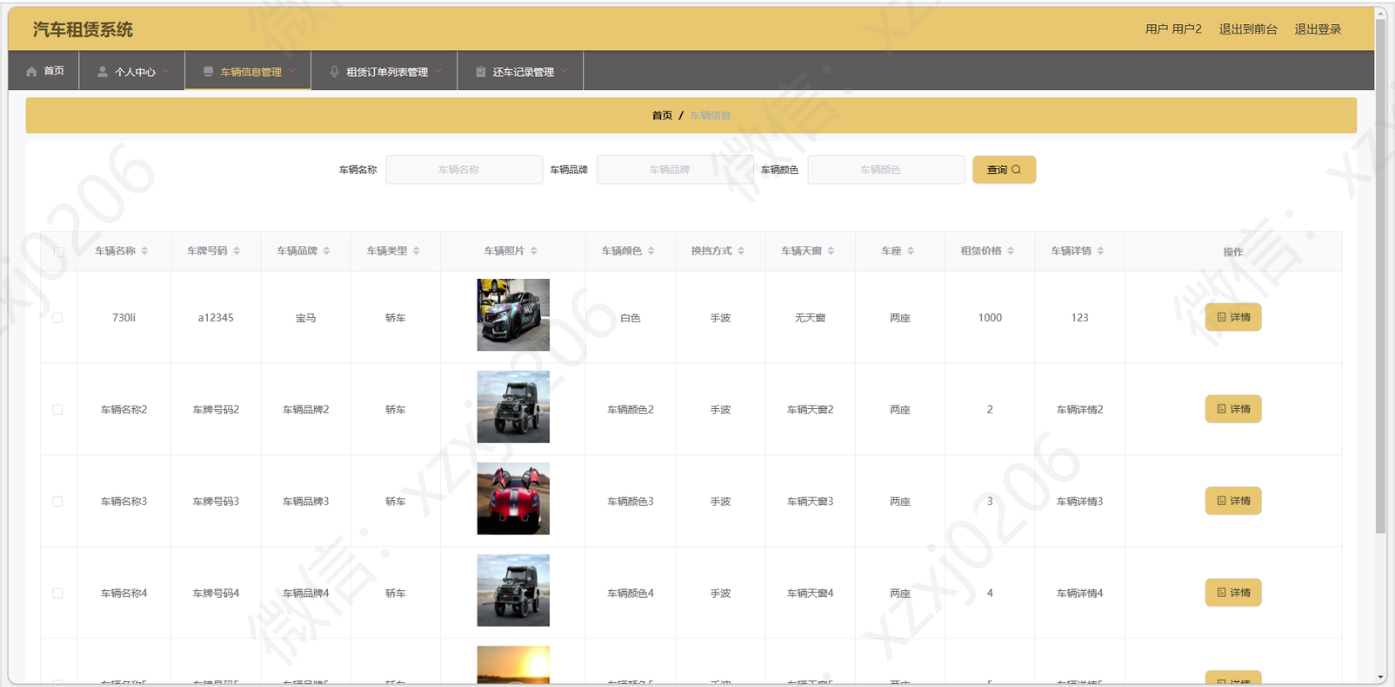 汽车租赁系统 用户 用户2 退出到前台 退出登录
首页 个人中心 车辆信息管理 租赁订单列表管理 还车记录管理
首页 / 车辆信息
车辆名称 车辆名称 车辆品牌 车辆品牌 车辆颜色 车辆颜色 查询
车辆名称 车牌号码 车辆品牌 车辆类型 车辆照片 车辆颜色 换挡方式 车辆天窗 车座 租赁价格 车辆详情 操作
730li a12345 宝马 轿车 白色 手波 无天窗 两座 1000 123 详情
车辆名称2 车牌号码2 车辆品牌2 轿车 车辆颜色2 手波 车辆天窗2 两座 2 车辆详情2 详情
车辆名称3 车牌号码3 车辆品牌3 轿车 车辆颜色3 手波 车辆天窗3 两座 3 车辆详情3 详情
车辆名称4 车牌号码4 车辆品牌4 轿车 车辆颜色4 手波 车辆天窗4 两座 4 车辆详情4 详情
微信：xzxj0206